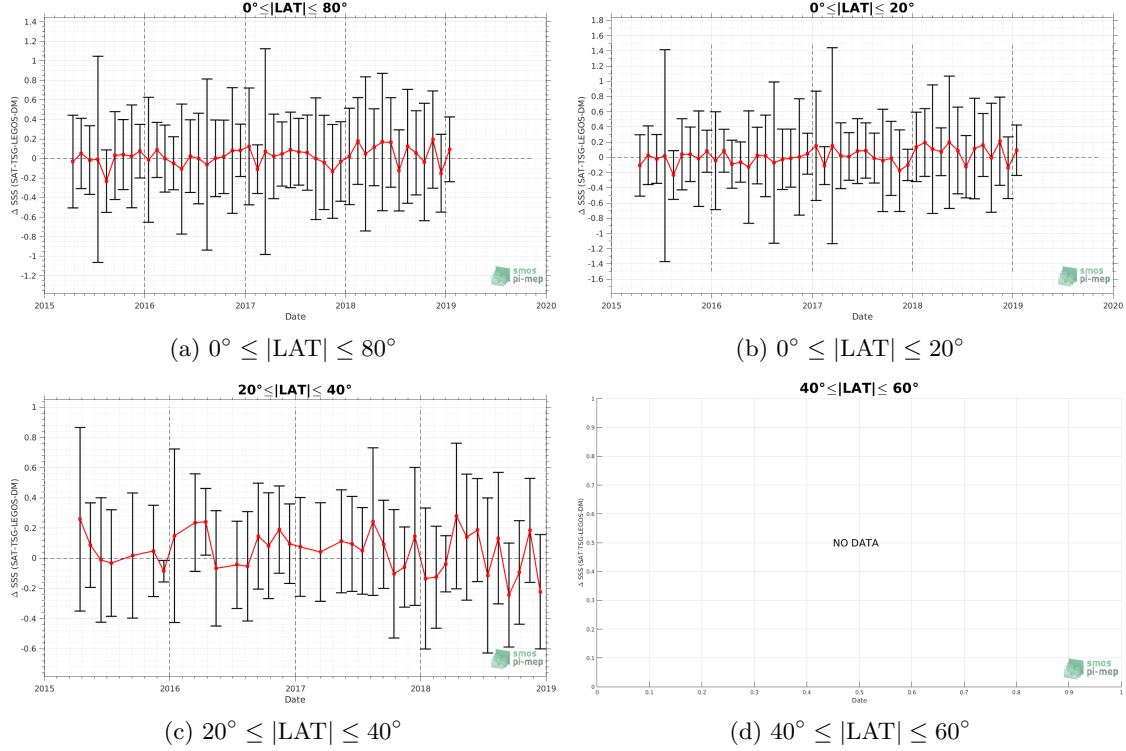 0°≤|LAT|≤ 80°
1.4
1.2
1
0.8
0.6
0.4
0.2
0
-0.2
-0.4
-0.6
-0.8
-1
-1.2
Δ SSS (SAT-TSG-LEGOS-DM)
2015 2016 2017 2018 2019 2020
Date
smos
pi-mep
(a) 0° ≤ |LAT| ≤ 80°
0°≤|LAT|≤ 20°
1.8
1.6
1.4
1.2
1
0.8
0.6
0.4
0.2
0
-0.2
-0.4
-0.6
-0.8
-1
-1.2
-1.4
-1.6
Δ SSS (SAT-TSG-LEGOS-DM)
2015 2016 2017 2018 2019 2020
Date
smos
pi-mep
(b) 0° ≤ |LAT| ≤ 20°
20°≤|LAT|≤ 40°
1
0.8
0.6
0.4
0.2
0
-0.2
-0.4
-0.6
Δ SSS (SAT-TSG-LEGOS-DM)
2015 2016 2017 2018 2019
Date
smos
pi-mep
(c) 20° ≤ |LAT| ≤ 40°
40°≤|LAT|≤ 60°
1
0.9
0.8
0.7
0.6
0.5
0.4
0.3
0.2
0.1
0
Δ SSS (SAT-TSG-LEGOS-DM)
NO DATA
0 0.1 0.2 0.3 0.4 0.5 0.6 0.7 0.8 0.9 1
Date
smos
pi-mep
(d) 40° ≤ |LAT| ≤ 60°